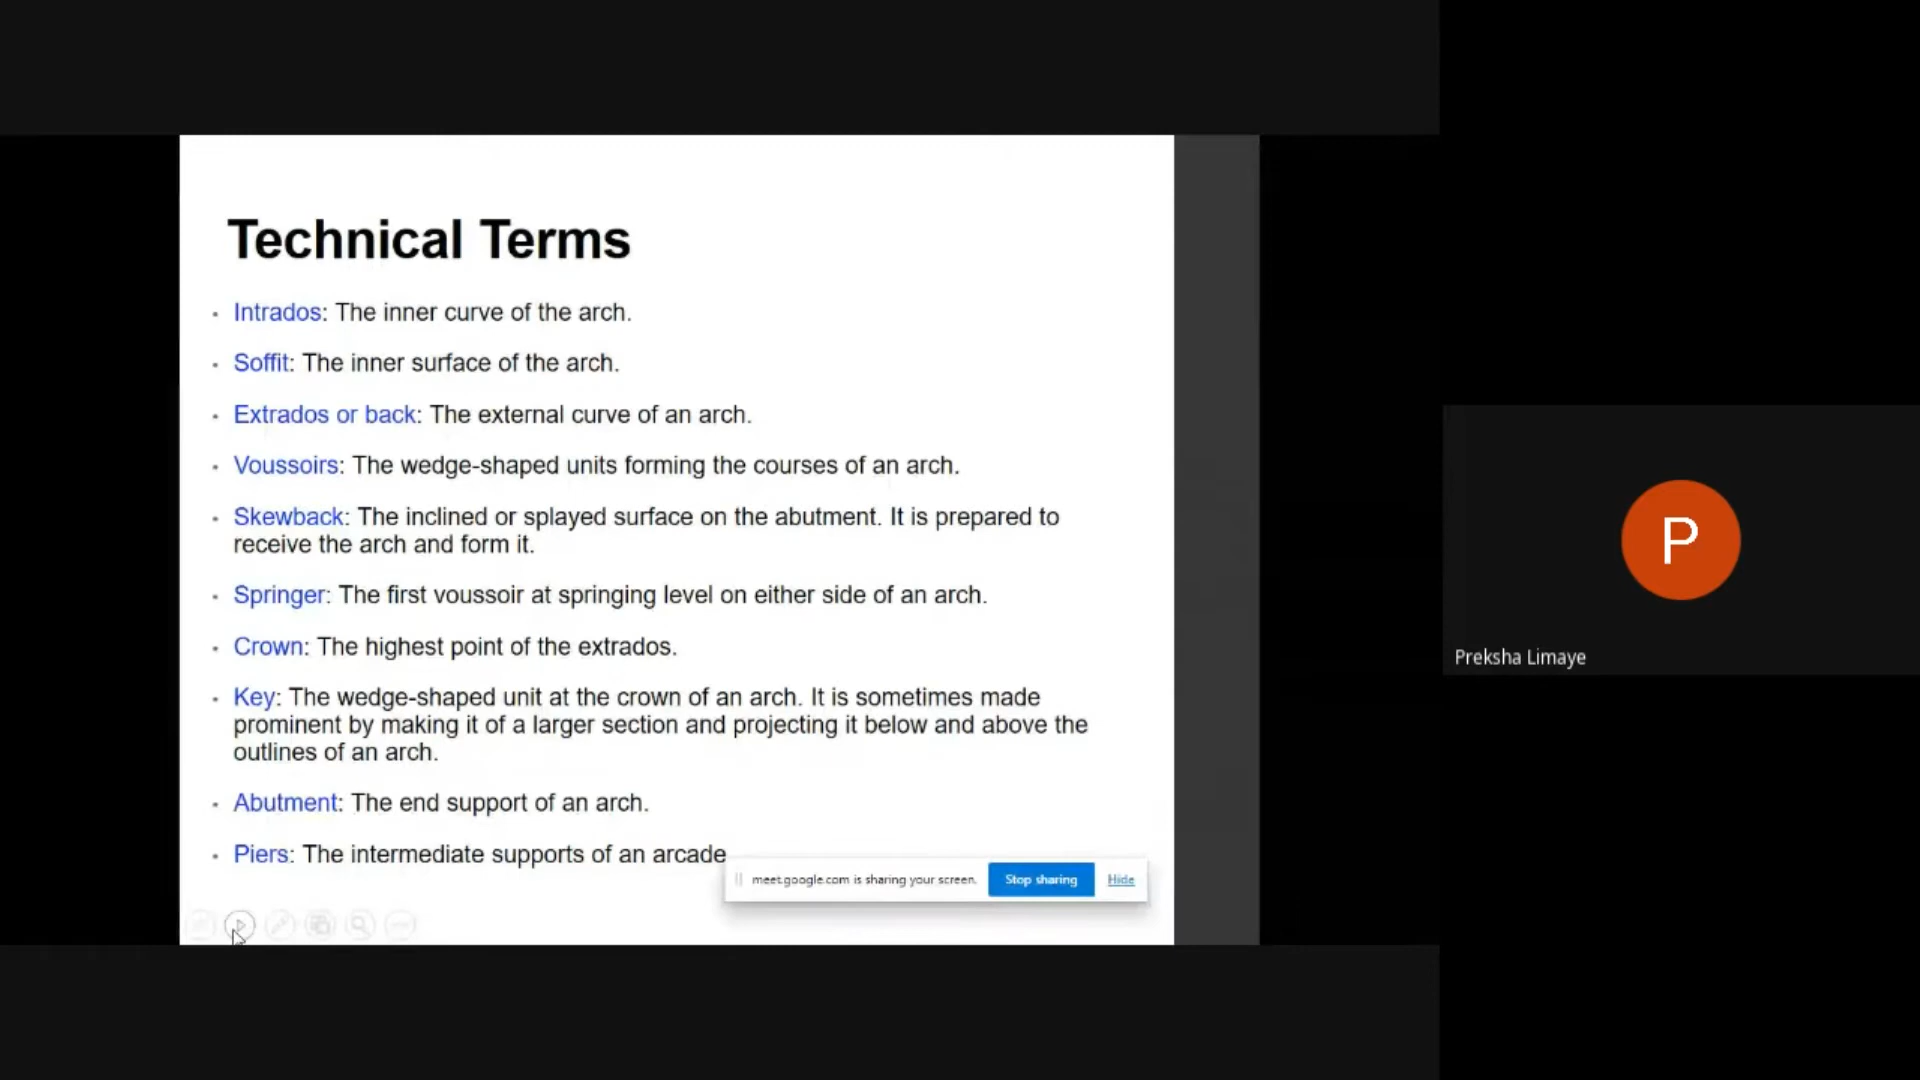 Technical Terms
Intrados: The inner curve of the arch.
Soffit: The inner surface of the arch.
Extrados or back: The external curve of an arch.
Voussoirs: The wedge-shaped units forming the courses of an arch.
Skewback: The inclined or splayed surface on the abutment. It is prepared to
receive the arch and form it.
Springer: The first voussoir at springing level on either side of an arch.
Crown: The highest point of the extrados.
Key: The wedge-shaped unit at the crown of an arch. It is sometimes made
prominent by making it of a larger section and projecting it below and above the
outlines of an arch.
Abutment: The end support of an arch.
Piers: The intermediate supports of an arcade
meet.google.com is sharing your screen.
Stop sharing
Hide
P
Preksha Limaye